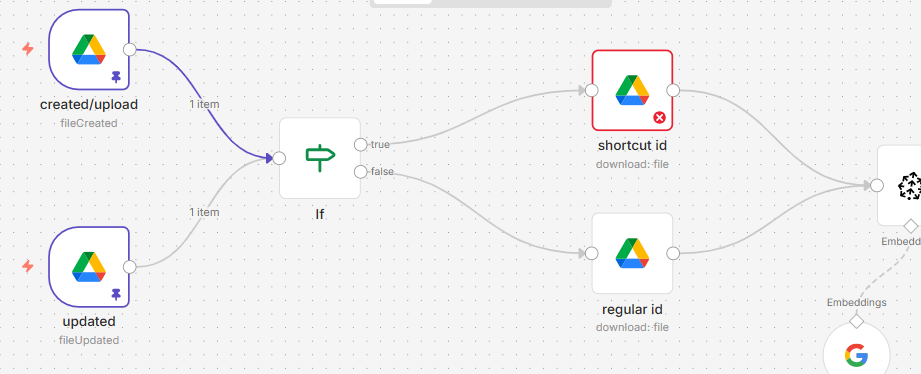 created/upload
fileCreated
1 item
true
false
If
1 item
updated
fileUpdated
shortcut id
download: file
regular id
download: file
Embedd
Embeddings